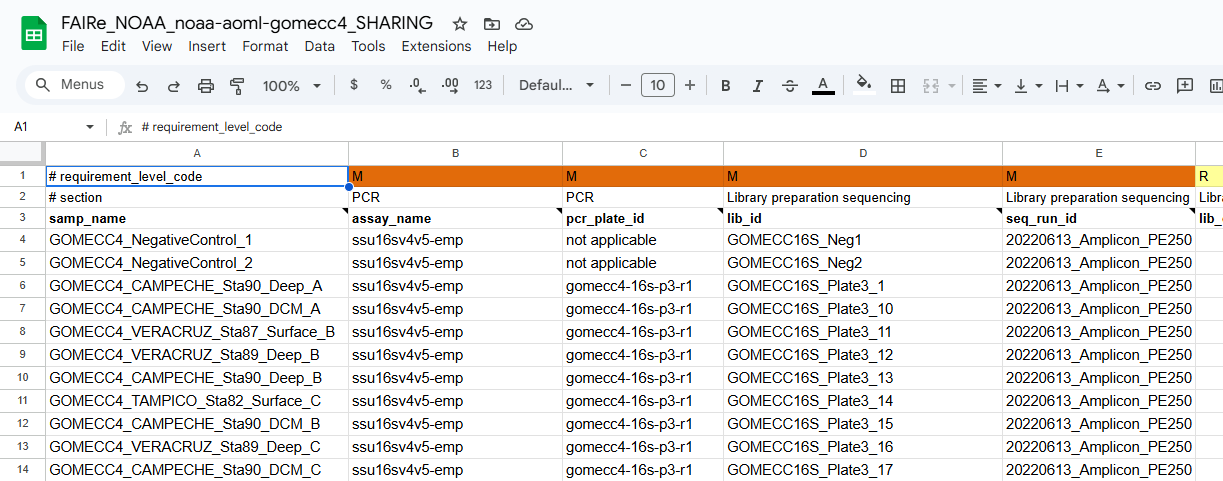 FAIRe_NOAA_noaa-aoml-gomecc4_SHARING
File Edit View Insert Format Data Tools Extensions Help
Menus 100% $ % .0 .00 123 Defaul... − 10 + B I S A
A1 fx # requirement_level_code
A B C D E
1 # requirement_level_code M M M M R
2 # section PCR PCR Library preparation sequencing Library preparation sequencing Libr
3 samp_name assay_name pcr_plate_id lib_id seq_run_id lib_
4 GOMECC4_NegativeControl_1 ssu16sv4v5-emp not applicable GOMECC16S_Neg1 20220613_Amplicon_PE250
5 GOMECC4_NegativeControl_2 ssu16sv4v5-emp not applicable GOMECC16S_Neg2 20220613_Amplicon_PE250
6 GOMECC4_CAMPECHE_Sta90_Deep_A ssu16sv4v5-emp gomecc4-16s-p3-r1 GOMECC16S_Plate3_1 20220613_Amplicon_PE250
7 GOMECC4_CAMPECHE_Sta90_DCM_A ssu16sv4v5-emp gomecc4-16s-p3-r1 GOMECC16S_Plate3_10 20220613_Amplicon_PE250
8 GOMECC4_VERACRUZ_Sta87_Surface_B ssu16sv4v5-emp gomecc4-16s-p3-r1 GOMECC16S_Plate3_11 20220613_Amplicon_PE250
9 GOMECC4_VERACRUZ_Sta89_Deep_B ssu16sv4v5-emp gomecc4-16s-p3-r1 GOMECC16S_Plate3_12 20220613_Amplicon_PE250
10 GOMECC4_CAMPECHE_Sta90_Deep_B ssu16sv4v5-emp gomecc4-16s-p3-r1 GOMECC16S_Plate3_13 20220613_Amplicon_PE250
11 GOMECC4_TAMPICO_Sta82_Surface_C ssu16sv4v5-emp gomecc4-16s-p3-r1 GOMECC16S_Plate3_14 20220613_Amplicon_PE250
12 GOMECC4_CAMPECHE_Sta90_DCM_B ssu16sv4v5-emp gomecc4-16s-p3-r1 GOMECC16S_Plate3_15 20220613_Amplicon_PE250
13 GOMECC4_VERACRUZ_Sta89_Deep_C ssu16sv4v5-emp gomecc4-16s-p3-r1 GOMECC16S_Plate3_16 20220613_Amplicon_PE250
14 GOMECC4_CAMPECHE_Sta90_DCM_C ssu16sv4v5-emp gomecc4-16s-p3-r1 GOMECC16S_Plate3_17 20220613_Amplicon_PE250